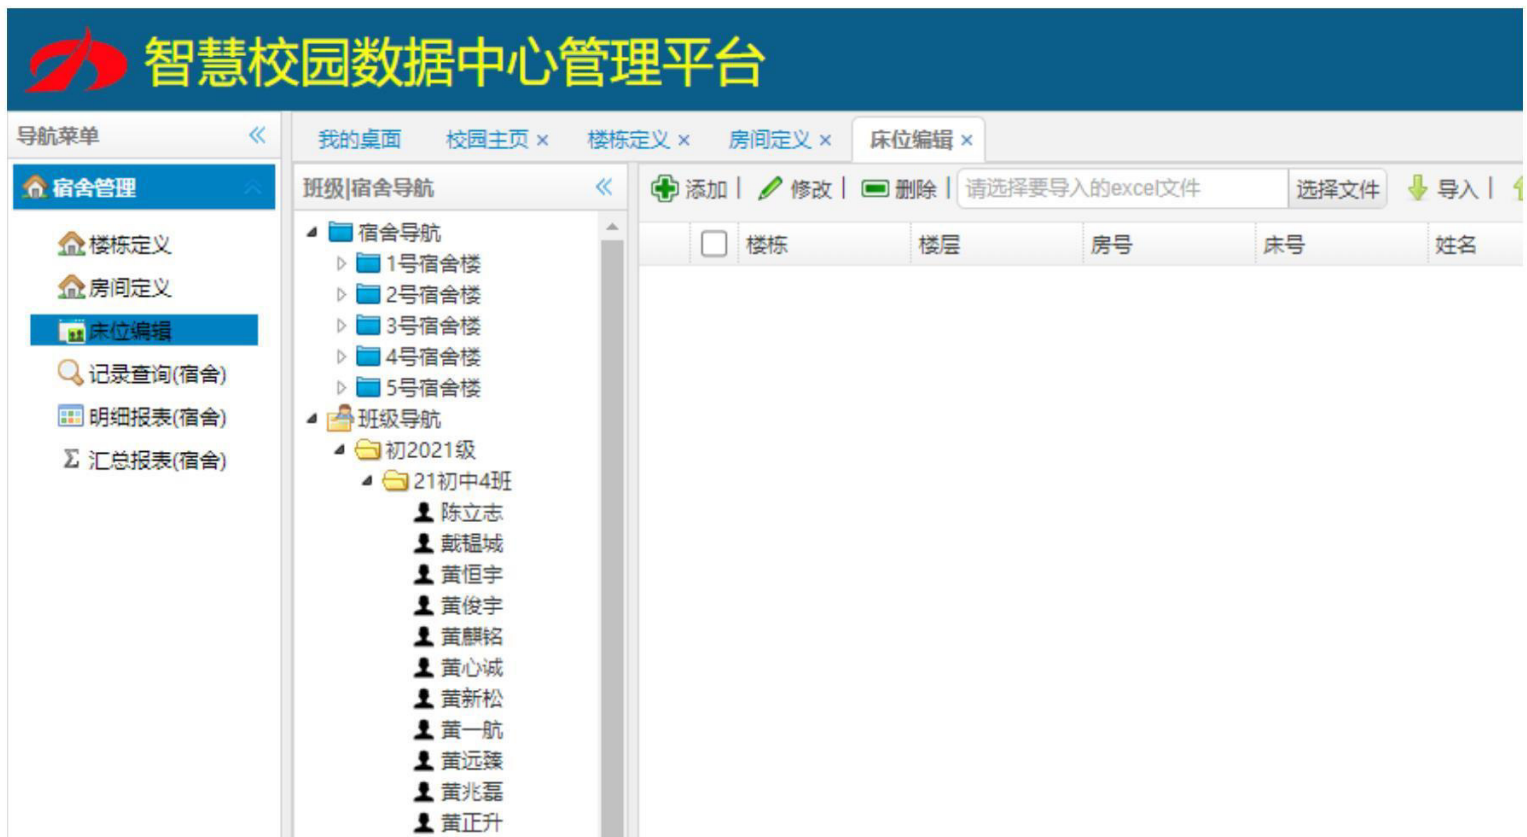 智慧校园数据中心管理平台
导航菜单
我的桌面 校园主页 楼栋定义 房间定义 床位编辑
宿舍管理
楼栋定义
房间定义
床位编辑
记录查询(宿舍)
明细报表(宿舍)
Σ 汇总报表(宿舍)
班级|宿舍导航
宿舍导航
1号宿舍楼
2号宿舍楼
3号宿舍楼
4号宿舍楼
5号宿舍楼
班级导航
初2021级
21初中4班
陈立志
戴韫城
黄恒宇
黄俊宇
黄麒铭
黄心诚
黄新松
黄一航
黄远臻
黄兆磊
黄正升
添加 | 修改 | 删除 | 请选择要导入的excel文件 选择文件 导入 |
楼栋 楼层 房号 床号 姓名